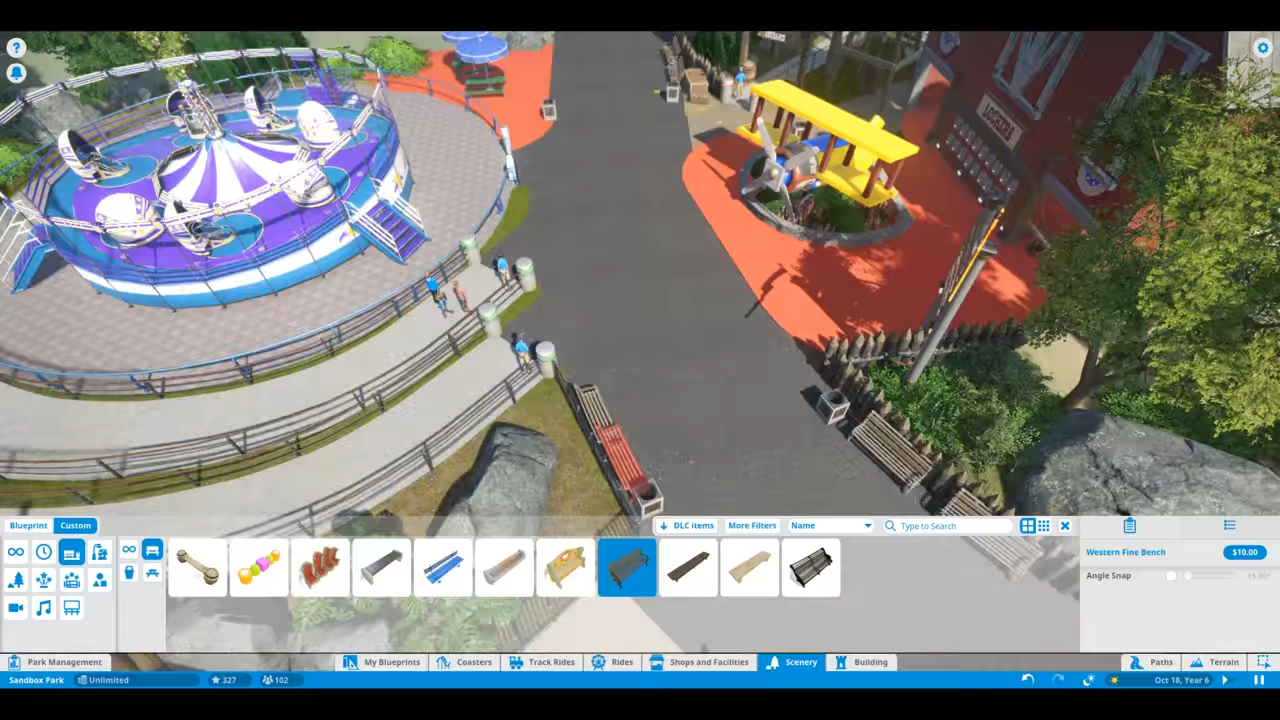 ?
LOCKERS
Blueprint
Custom
DLC items
More Filters
Name
Type to Search
Western Fine Bench
$10.00
Angle Snap
15.00°
Park Management
My Blueprints
Coasters
Track Rides
Rides
Shops and Facilities
Scenery
Building
Paths
Terrain
Sandbox Park
Unlimited
327
102
Oct 18, Year 6